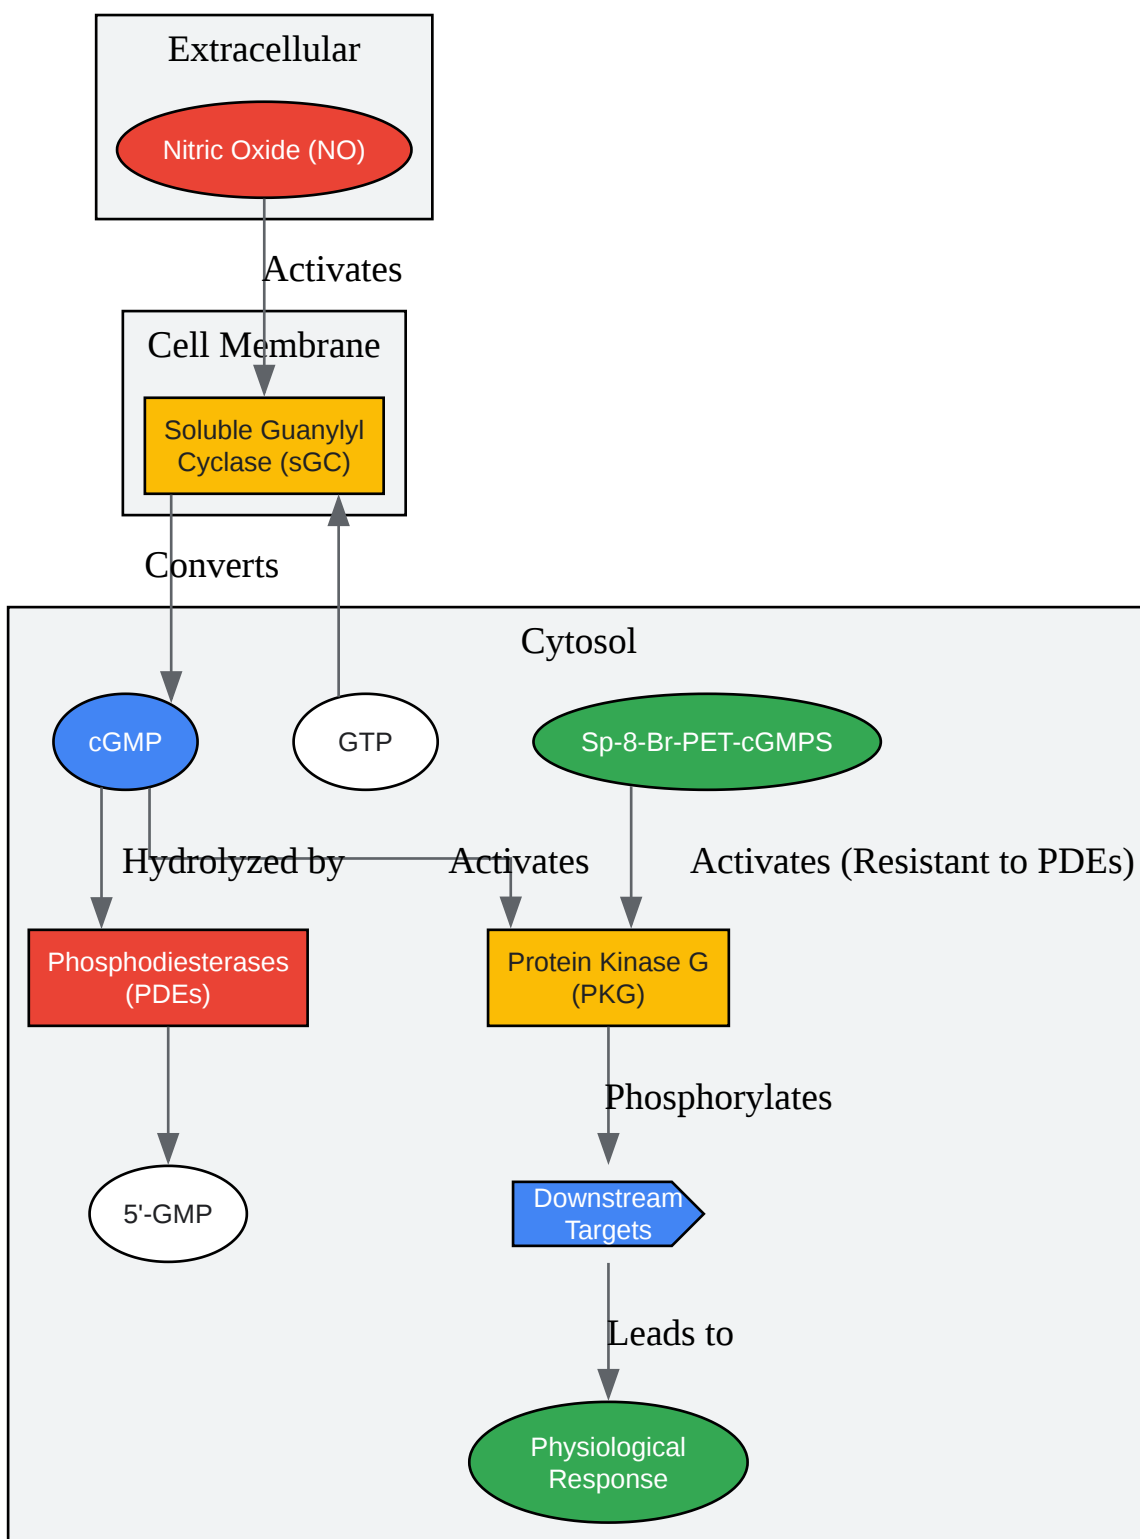 Extracellular
Nitric Oxide (NO)
Activates
Cell Membrane
Soluble Guanylyl
Cyclase (sGC)
Converts
Cytosol
cGMP
GTP
Sp-8-Br-PET-cGMPS
Hydrolyzed by
Activates
Activates (Resistant to PDEs)
Phosphodiesterases
(PDEs)
Protein Kinase G
(PKG)
Phosphorylates
5'-GMP
Downstream
Targets
Leads to
Physiological
Response